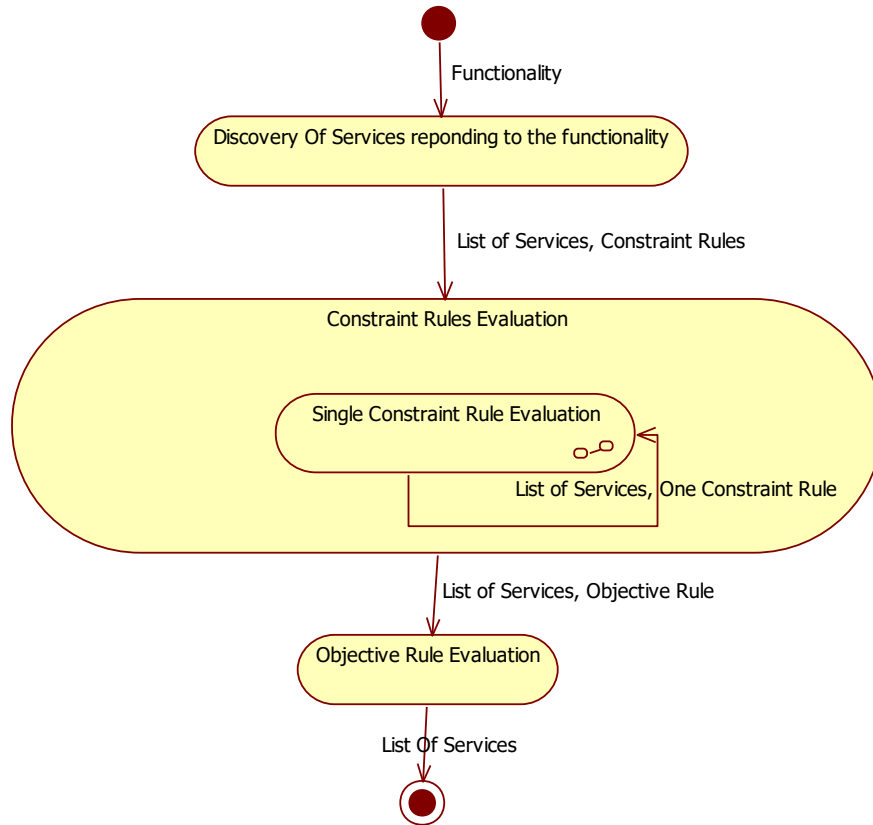 Functionality
Discovery Of Services reponding to the functionality
List of Services, Constraint Rules
Constraint Rules Evaluation
Single Constraint Rule Evaluation
List of Services, One Constraint Rule
List of Services, Objective Rule
Objective Rule Evaluation
List Of Services